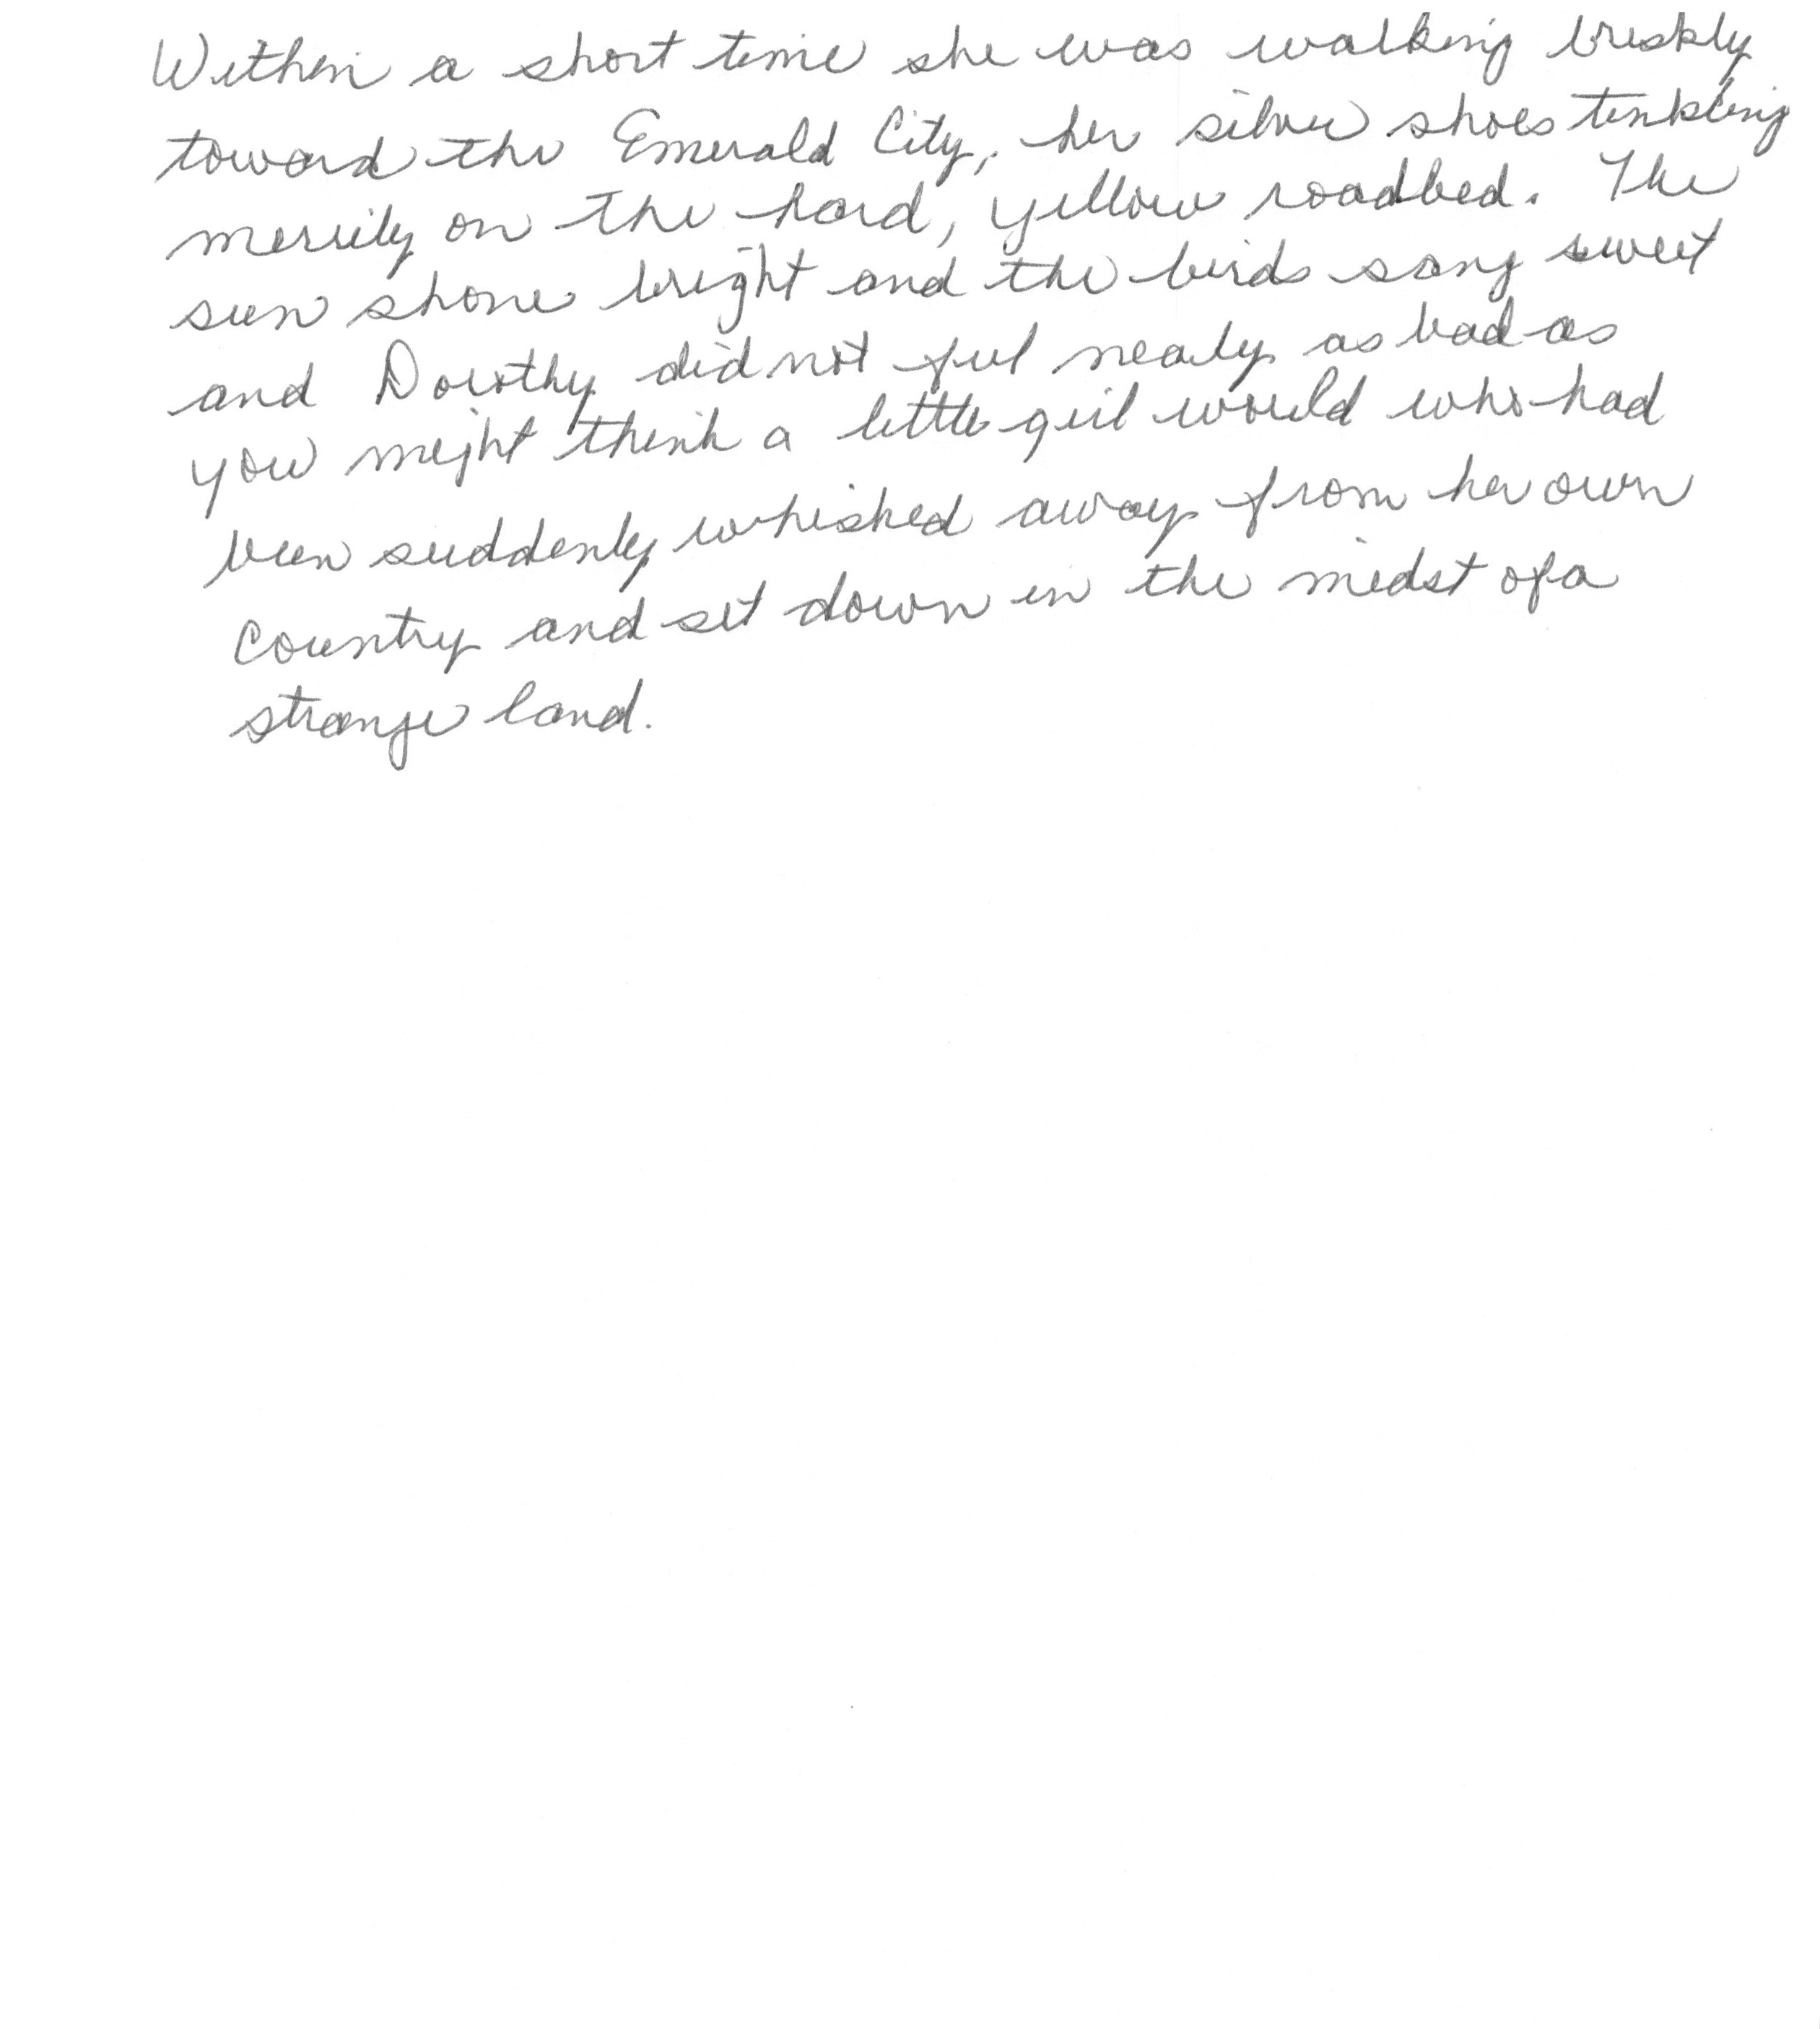 Within a short time she was walking briskly
toward the Emerald City, her silver shoes tinkling
merrily on the hard, yellow roadbed. The
sun shone bright and the birds sang sweet
and Dorothy did not feel nearly as bad as
you might think a little girl would who had
been suddenly whished away from her own
country and set down in the midst of a
strange land.